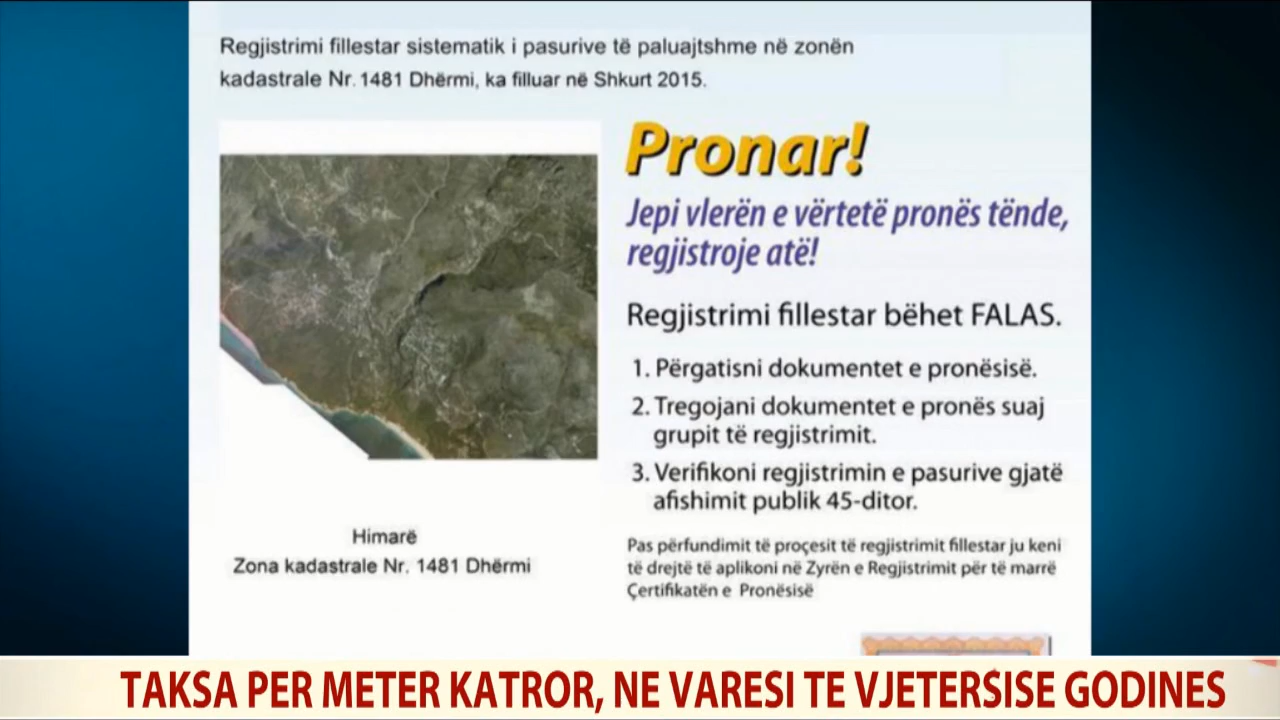 Regjistrimi fillestar sistematik i pasurive të paluajtshme në zonën
kadastrale Nr. 1481 Dhërmi, ka filluar në Shkurt 2015.
Pronar!
Jepi vlerën e vërtetë pronës tënde,
regjistroje atë!
Regjistrimi fillestar bëhet FALAS.
1. Përgatisni dokumentet e pronësisë.
2. Tregojani dokumentet e pronës suaj
grupit të regjistrimit.
3. Verifikoni regjistrimin e pasurive gjatë
afishimit publik 45-ditor.
Pas përfundimit të proçesit të regjistrimit fillestar ju keni
të drejtë të aplikoni në Zyrën e Regjistrimit për të marrë
Çertifikatën e Pronësisë
Himarë
Zona kadastrale Nr. 1481 Dhërmi
TAKSA PER METER KATROR, NE VARESI TE VJETERSISE GODINES